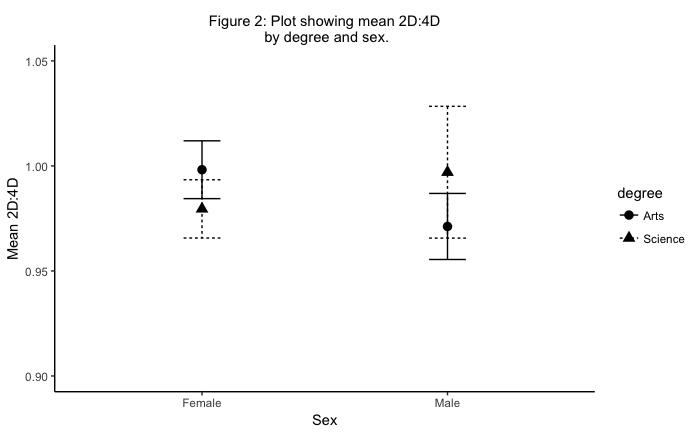 Figure 2: Plot showing mean 2D:4D
by degree and sex.
1.05
1.00
0.95
0.90
Mean 2D:4D
Female
Male
Sex
degree
Arts
Science